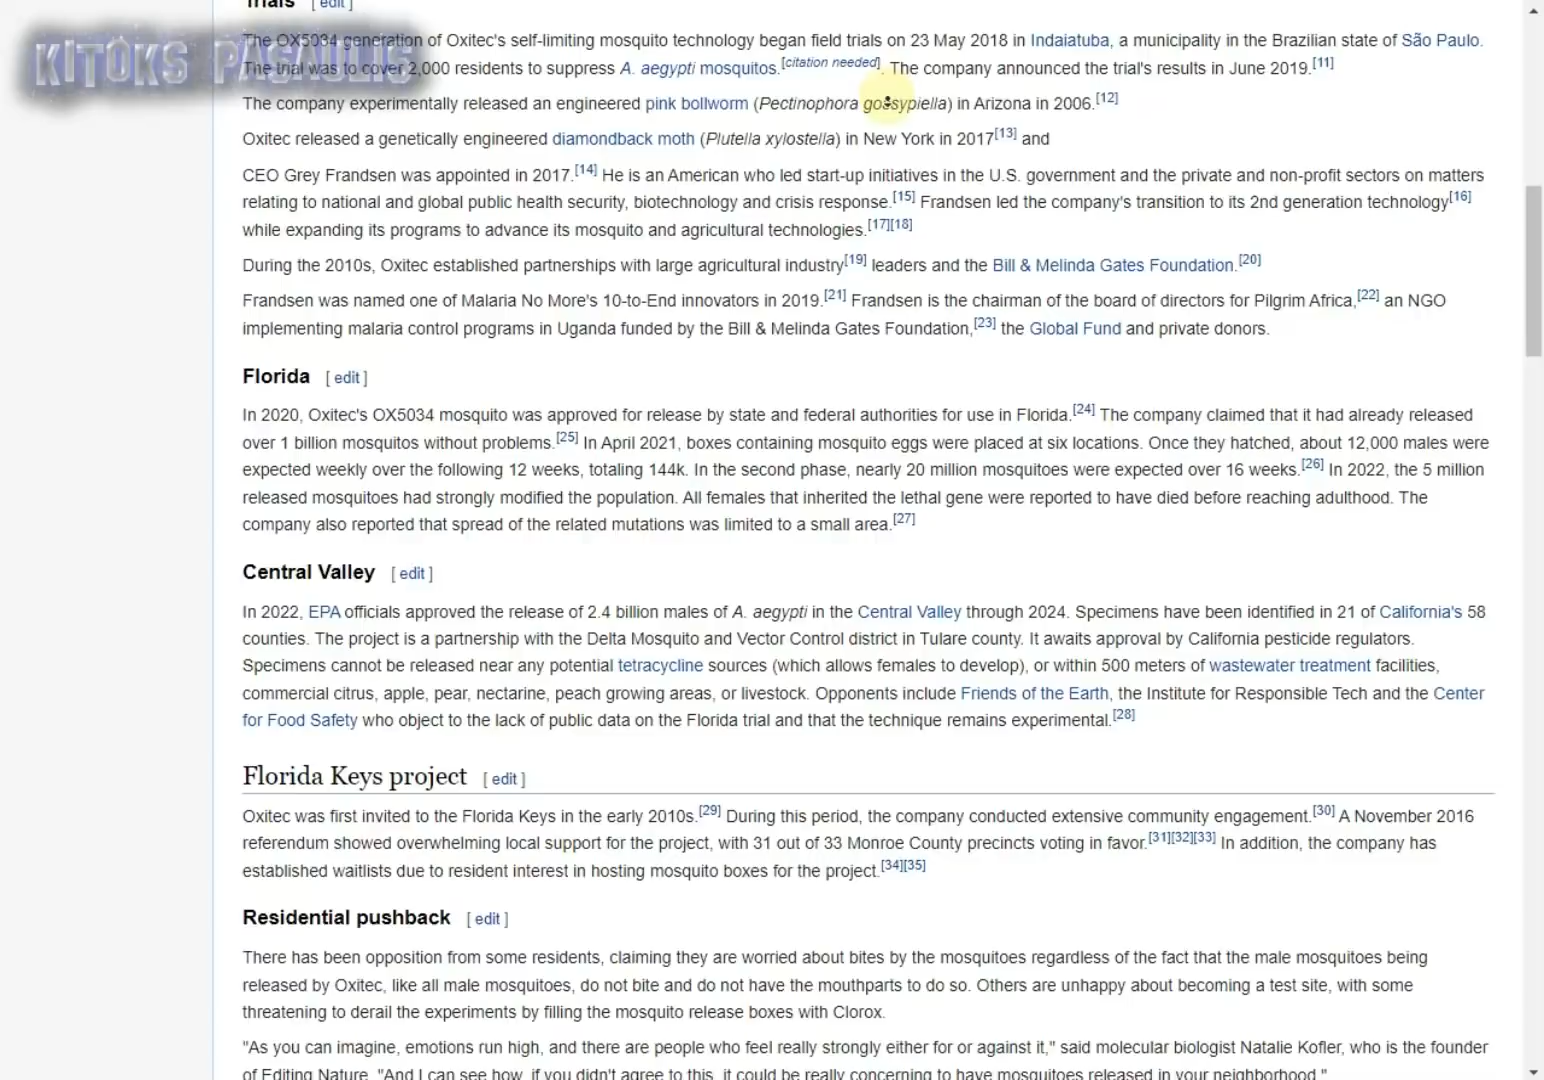 Trials [ edit ]
KITOKS PASAULIS
The OX5034 generation of Oxitec's self-limiting mosquito technology began field trials on 23 May 2018 in Indaiatuba, a municipality in the Brazilian state of São Paulo.
The trial was to cover 2,000 residents to suppress A. aegypti mosquitos.[citation needed]. The company announced the trial's results in June 2019.[11]
The company experimentally released an engineered pink bollworm (Pectinophora gossypiella) in Arizona in 2006.[12]
Oxitec released a genetically engineered diamondback moth (Plutella xylostella) in New York in 2017[13] and
CEO Grey Frandsen was appointed in 2017.[14] He is an American who led start-up initiatives in the U.S. government and the private and non-profit sectors on matters
relating to national and global public health security, biotechnology and crisis response.[15] Frandsen led the company's transition to its 2nd generation technology[16]
while expanding its programs to advance its mosquito and agricultural technologies.[17][18]
During the 2010s, Oxitec established partnerships with large agricultural industry[19] leaders and the Bill & Melinda Gates Foundation.[20]
Frandsen was named one of Malaria No More's 10-to-End innovators in 2019.[21] Frandsen is the chairman of the board of directors for Pilgrim Africa,[22] an NGO
implementing malaria control programs in Uganda funded by the Bill & Melinda Gates Foundation,[23] the Global Fund and private donors.
Florida [ edit ]
In 2020, Oxitec's OX5034 mosquito was approved for release by state and federal authorities for use in Florida.[24] The company claimed that it had already released
over 1 billion mosquitos without problems.[25] In April 2021, boxes containing mosquito eggs were placed at six locations. Once they hatched, about 12,000 males were
expected weekly over the following 12 weeks, totaling 144k. In the second phase, nearly 20 million mosquitoes were expected over 16 weeks.[26] In 2022, the 5 million
released mosquitoes had strongly modified the population. All females that inherited the lethal gene were reported to have died before reaching adulthood. The
company also reported that spread of the related mutations was limited to a small area.[27]
Central Valley [ edit ]
In 2022, EPA officials approved the release of 2.4 billion males of A. aegypti in the Central Valley through 2024. Specimens have been identified in 21 of California's 58
counties. The project is a partnership with the Delta Mosquito and Vector Control district in Tulare county. It awaits approval by California pesticide regulators.
Specimens cannot be released near any potential tetracycline sources (which allows females to develop), or within 500 meters of wastewater treatment facilities,
commercial citrus, apple, pear, nectarine, peach growing areas, or livestock. Opponents include Friends of the Earth, the Institute for Responsible Tech and the Center
for Food Safety who object to the lack of public data on the Florida trial and that the technique remains experimental.[28]
Florida Keys project [ edit ]
Oxitec was first invited to the Florida Keys in the early 2010s.[29] During this period, the company conducted extensive community engagement.[30] A November 2016
referendum showed overwhelming local support for the project, with 31 out of 33 Monroe County precincts voting in favor.[31][32][33] In addition, the company has
established waitlists due to resident interest in hosting mosquito boxes for the project.[34][35]
Residential pushback [ edit ]
There has been opposition from some residents, claiming they are worried about bites by the mosquitoes regardless of the fact that the male mosquitoes being
released by Oxitec, like all male mosquitoes, do not bite and do not have the mouthparts to do so. Others are unhappy about becoming a test site, with some
threatening to derail the experiments by filling the mosquito release boxes with Clorox.
"As you can imagine, emotions run high, and there are people who feel really strongly either for or against it," said molecular biologist Natalie Kofler, who is the founder
of Editing Nature. "And I can see how, if you didn't agree to this, it could be really concerning to have mosquitoes released in your neighborhood."